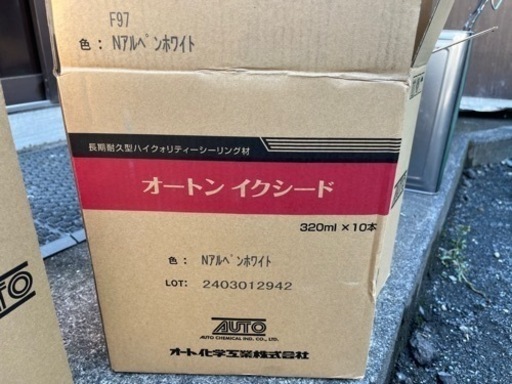 F97
色：Nアルペンホワイト
長期耐久型ハイクォリティーシーリング材
オートン イクシード
320ml × 10本
色： Nアルペンホワイト
LOT: 2403012942
AUTO
AUTO CHEMICAL IND. CO., LTD.
オート化学工業株式会社